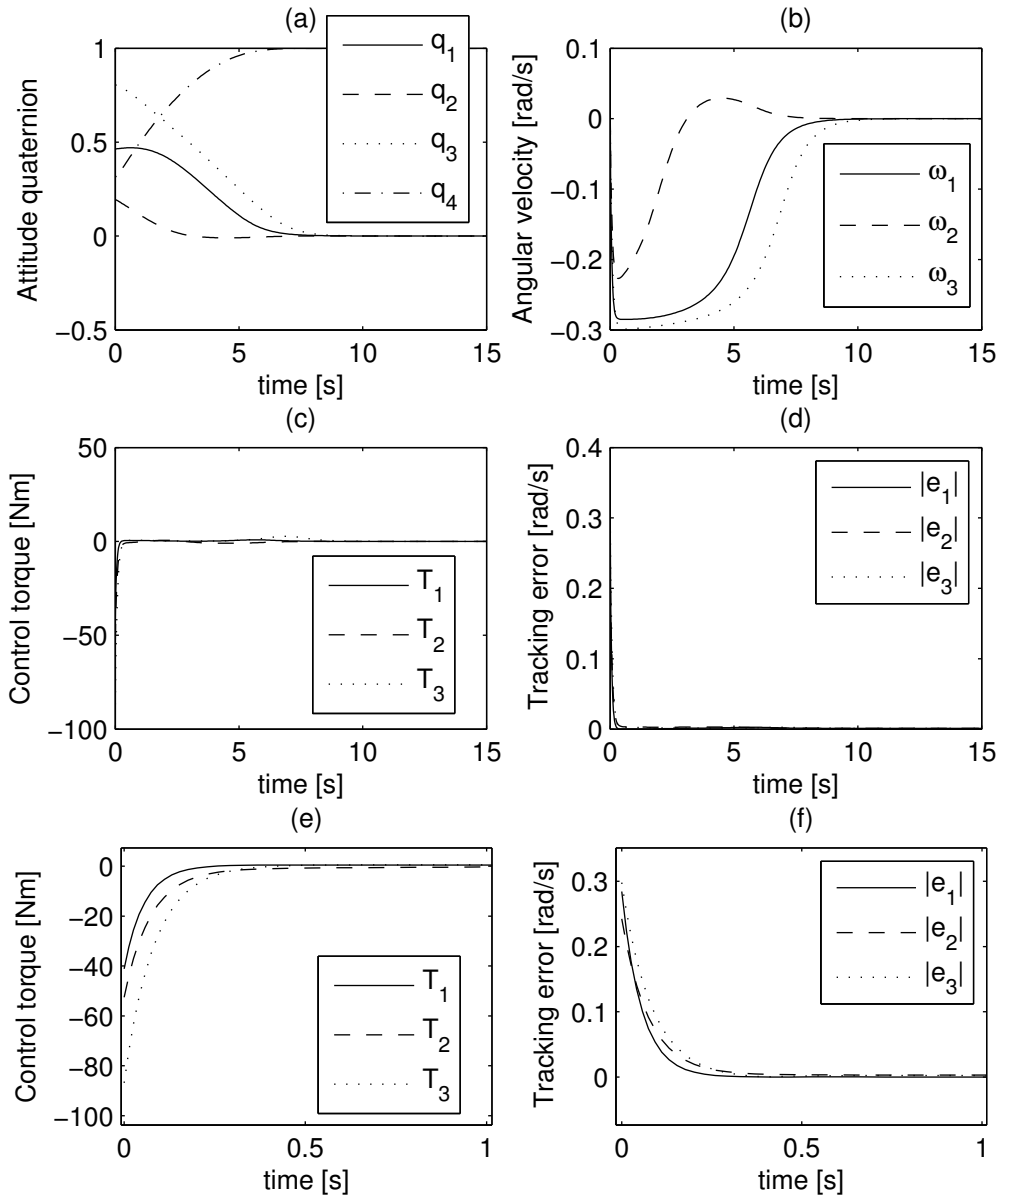 (a)
1
0.5
0
−0.5
0
5
10
15
Attitude quaternion
time [s]
q1
q2
q3
q4
(b)
0.1
0
−0.1
−0.2
−0.3
0
5
10
15
Angular velocity [rad/s]
time [s]
ω1
ω2
ω3
(c)
50
0
−50
−100
0
5
10
15
Control torque [Nm]
time [s]
T1
T2
T3
(d)
0.4
0.3
0.2
0.1
0
0
5
10
15
Tracking error [rad/s]
time [s]
|e1|
|e2|
|e3|
(e)
0
−20
−40
−60
−80
−100
0
0.5
1
Control torque [Nm]
time [s]
T1
T2
T3
(f)
0.3
0.2
0.1
0
0
0.5
1
Tracking error [rad/s]
time [s]
|e1|
|e2|
|e3|